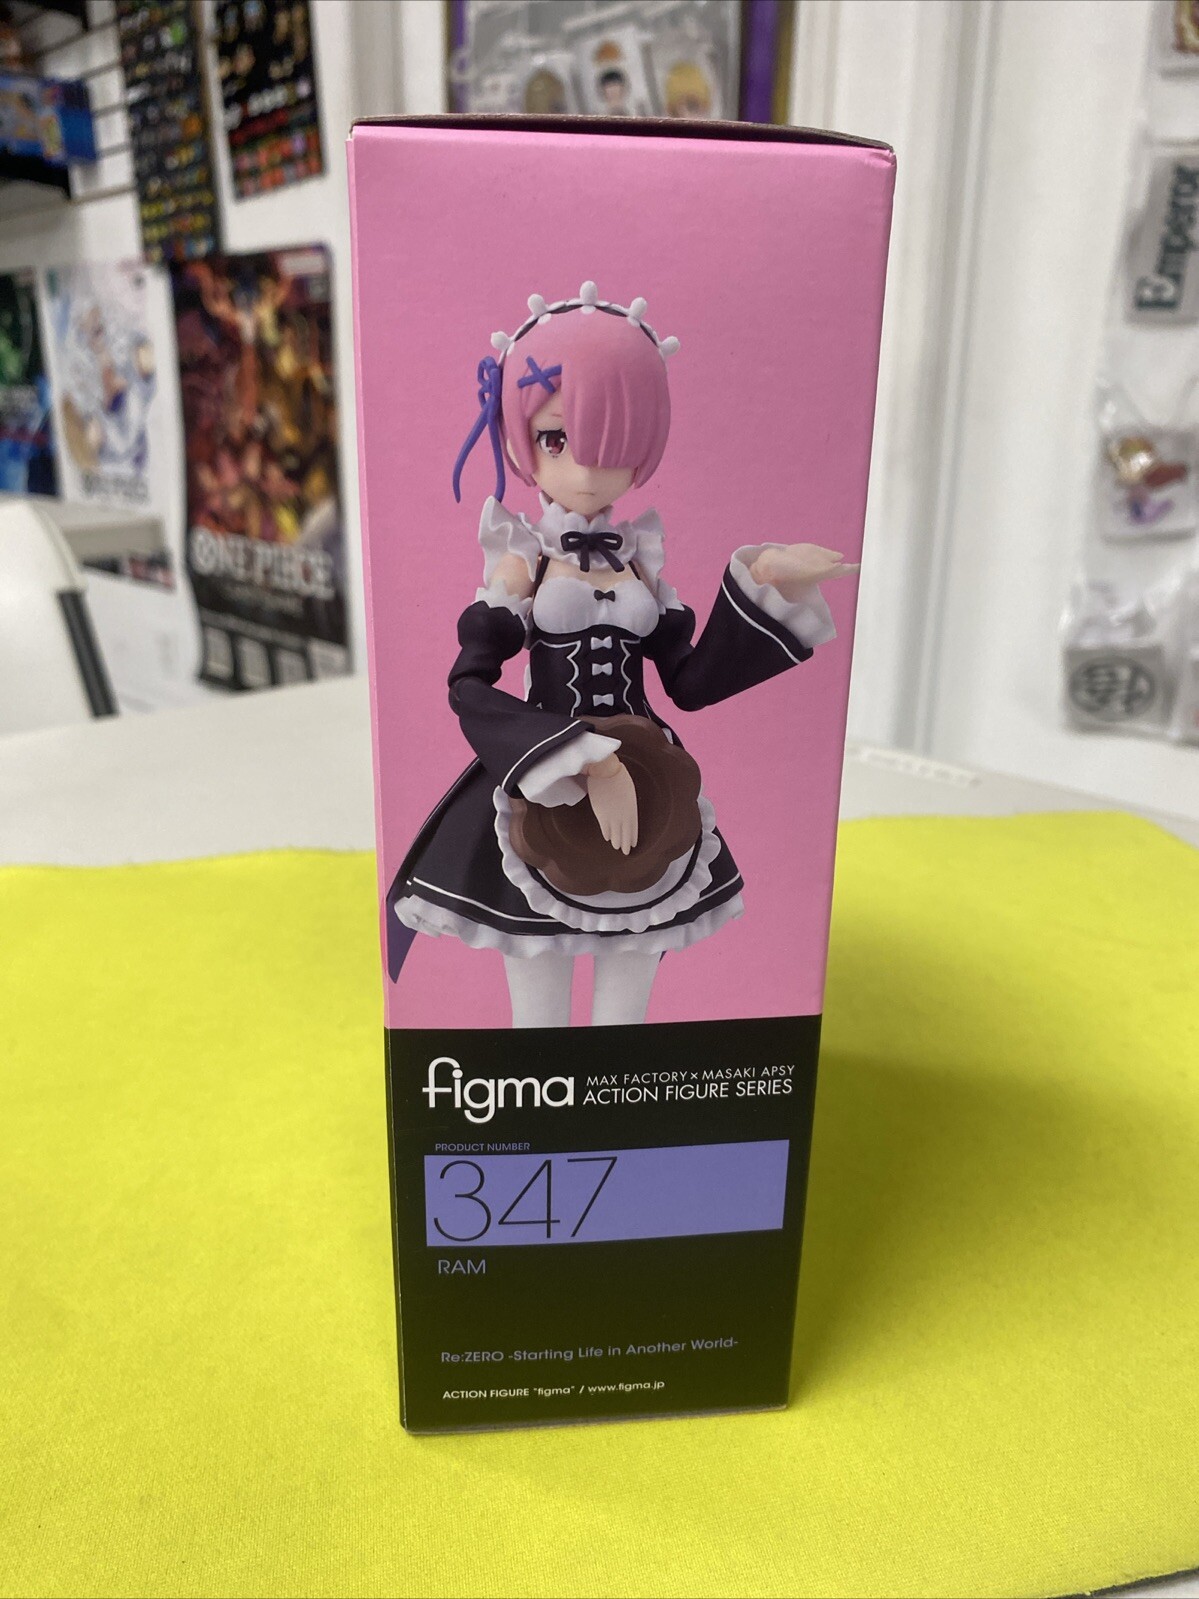 figma
MAX FACTORY × MASAKI APSY
ACTION FIGURE SERIES
PRODUCT NUMBER
347
RAM
Re:ZERO -Starting Life in Another World-
ACTION FIGURE "figma" / www.figma.jp
ONE PIECE
Emperor